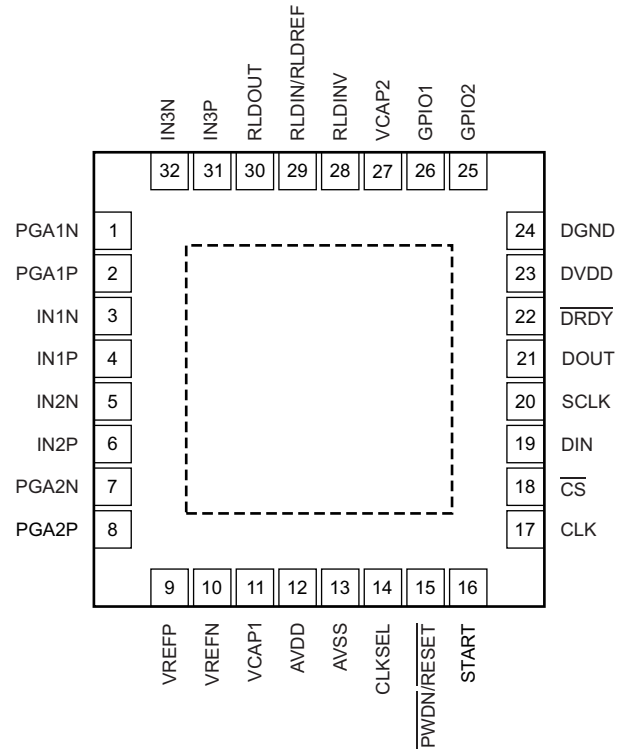 IN3N
IN3P
RLDOUT
RLDIN/RLDREF
RLDINV
VCAP2
GPIO1
GPIO2
32 31 30 29 28 27 26 25
PGA1N 1 24 DGND
PGA1P 2 23 DVDD
IN1N 3 22 DRDY
IN1P 4 21 DOUT
IN2N 5 20 SCLK
IN2P 6 19 DIN
PGA2N 7 18 CS
PGA2P 8 17 CLK
9 10 11 12 13 14 15 16
VREFP
VREFN
VCAP1
AVDD
AVSS
CLKSEL
PWDN/RESET
START